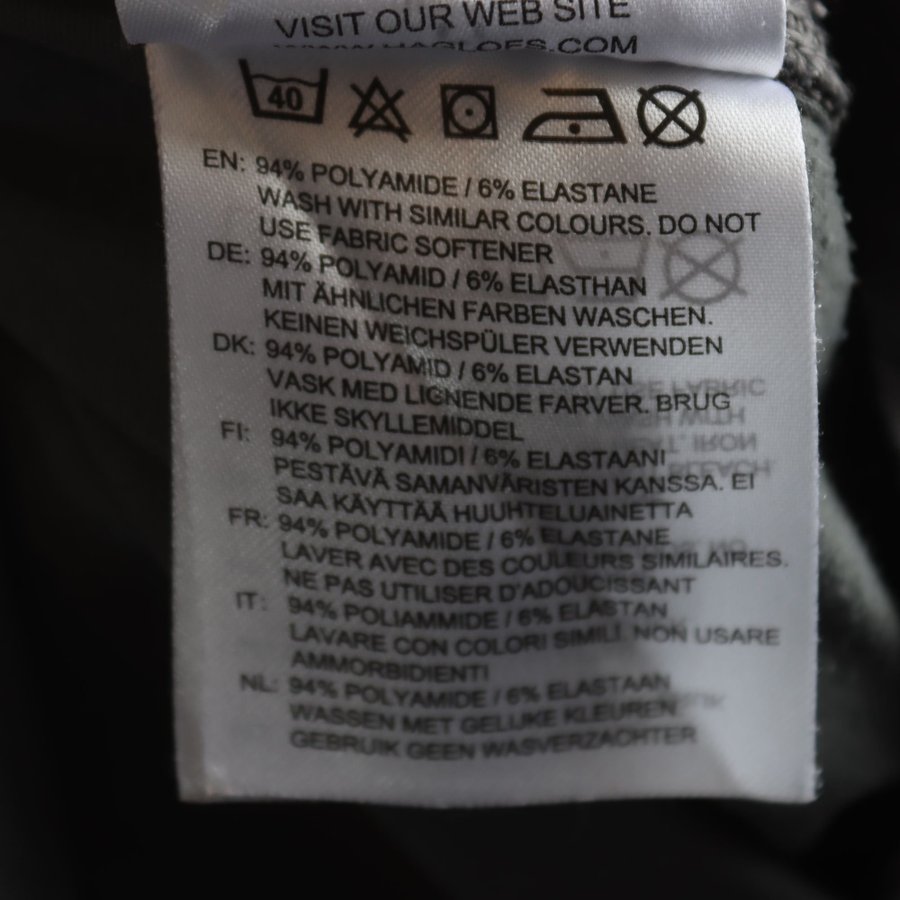 VISIT OUR WEB SITE
WWW.HAGLOFS.COM
40
EN: 94% POLYAMIDE / 6% ELASTANE
WASH WITH SIMILAR COLOURS. DO NOT
USE FABRIC SOFTENER
DE: 94% POLYAMID / 6% ELASTHAN
MIT ÄHNLICHEN FARBEN WASCHEN.
KEINEN WEICHSPÜLER VERWENDEN
DK: 94% POLYAMID / 6% ELASTAN
VASK MED LIGNENDE FARVER. BRUG
IKKE SKYLLEMIDDEL
FI: 94% POLYAMIDI / 6% ELASTAANI
PESTÄVÄ SAMANVÄRISTEN KANSSA. EI
SAA KÄYTTÄÄ HUUHTELUAINETTA
FR: 94% POLYAMIDE / 6% ELASTANE
LAVER AVEC DES COULEURS SIMILAIRES.
NE PAS UTILISER D'ADOUCISSANT
IT: 94% POLIAMMIDE / 6% ELASTAN
LAVARE CON COLORI SIMILI. NON USARE
AMMORBIDIENTI
NL: 94% POLYAMIDE / 6% ELASTAAN
WASSEN MET GELIJKE KLEUREN
GEBRUIK GEEN WASVERZACHTER